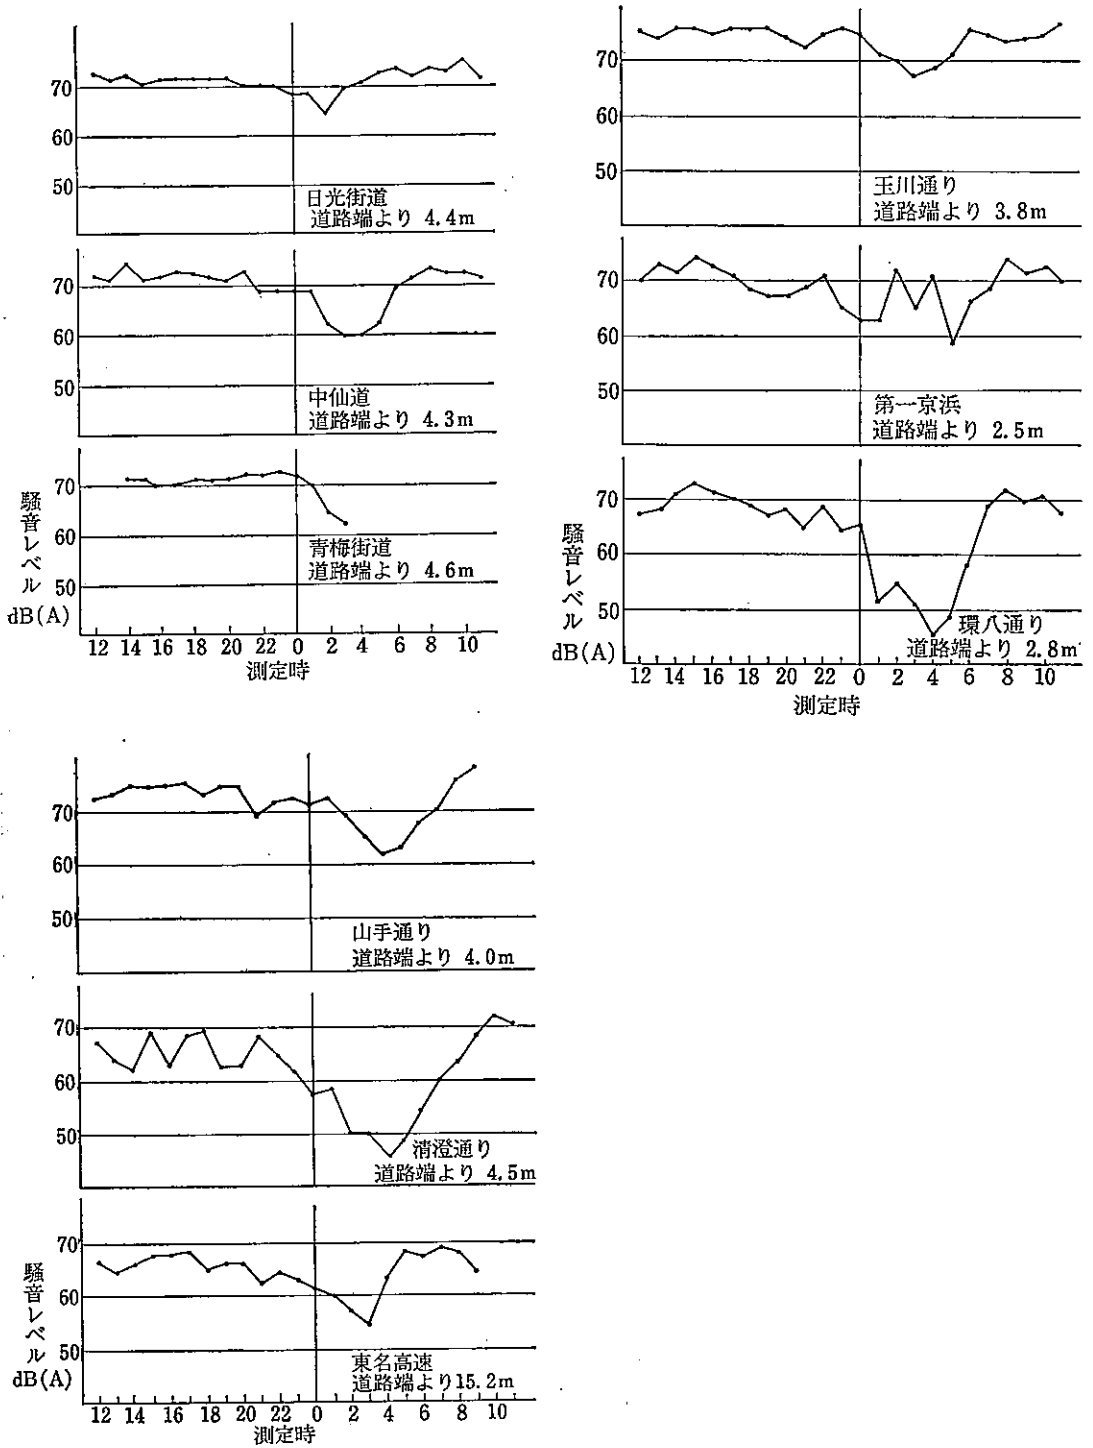 70
60
50
日光街道
道路端より 4.4m
70
60
50
中仙道
道路端より 4.3m
70
60
50
青梅街道
道路端より 4.6m
騒音レベル
dB(A)
12 14 16 18 20 22 0 2 4 6 8 10
測定時
70
60
50
玉川通り
道路端より 3.8m
70
60
50
第一京浜
道路端より 2.5m
70
60
50
環八通り
道路端より 2.8m
騒音レベル
dB(A)
12 14 16 18 20 22 0 2 4 6 8 10
測定時
70
60
50
山手通り
道路端より 4.0m
70
60
50
清澄通り
道路端より 4.5m
70
60
50
東名高速
道路端より15.2m
騒音レベル
dB(A)
12 14 16 18 20 22 0 2 4 6 8 10
測定時